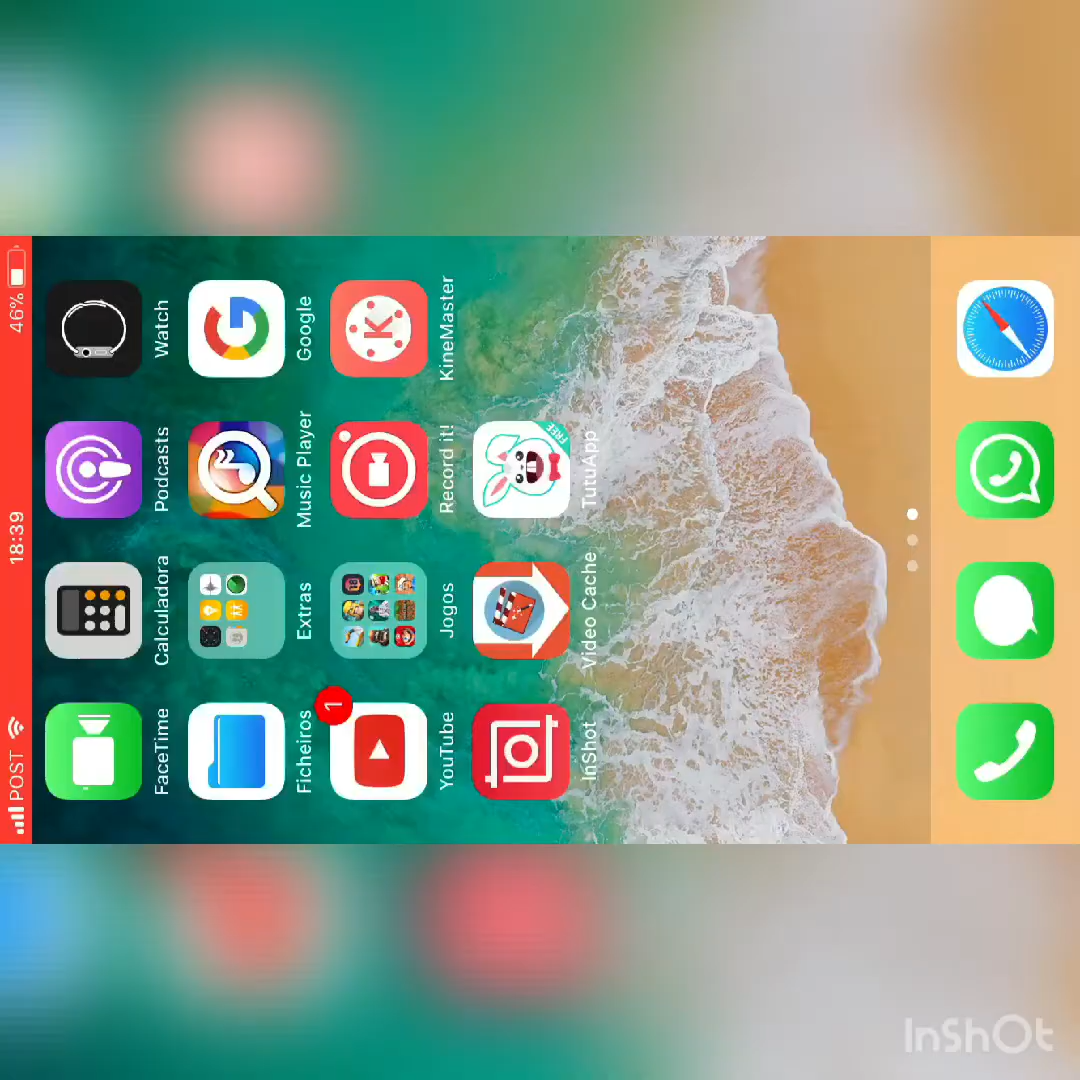 POST 18:39 46%
FaceTime Calculadora Podcasts Watch
Ficheiros Extras Music Player Google
1
YouTube Jogos Record it! KineMaster
FREE
InShot Video Cache TutuApp
InShOt